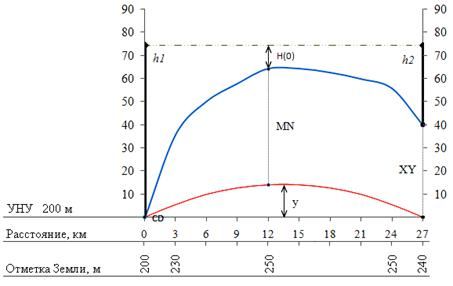 90 90
80 80
70 h1 H(0) h2 70
60 60
50 50
40 MN 40
30 30
20 XY 20
10 y 10
УНУ 200 м CD
Расстояние, км 0 3 6 9 12 15 18 21 24 27
Отметка Земли, м 200 230 250 250 240